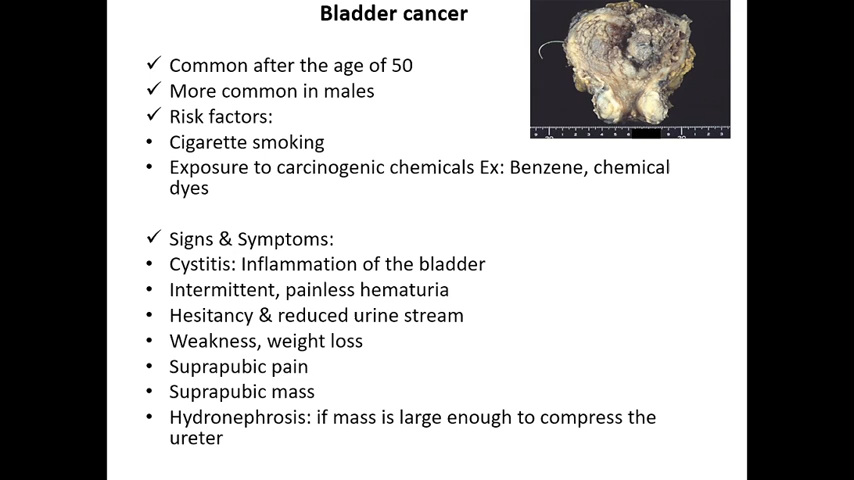 Bladder cancer
✓ Common after the age of 50
✓ More common in males
✓ Risk factors:
• Cigarette smoking
• Exposure to carcinogenic chemicals Ex: Benzene, chemical
dyes
✓ Signs & Symptoms:
• Cystitis: Inflammation of the bladder
• Intermittent, painless hematuria
• Hesitancy & reduced urine stream
• Weakness, weight loss
• Suprapubic pain
• Suprapubic mass
• Hydronephrosis: if mass is large enough to compress the
ureter